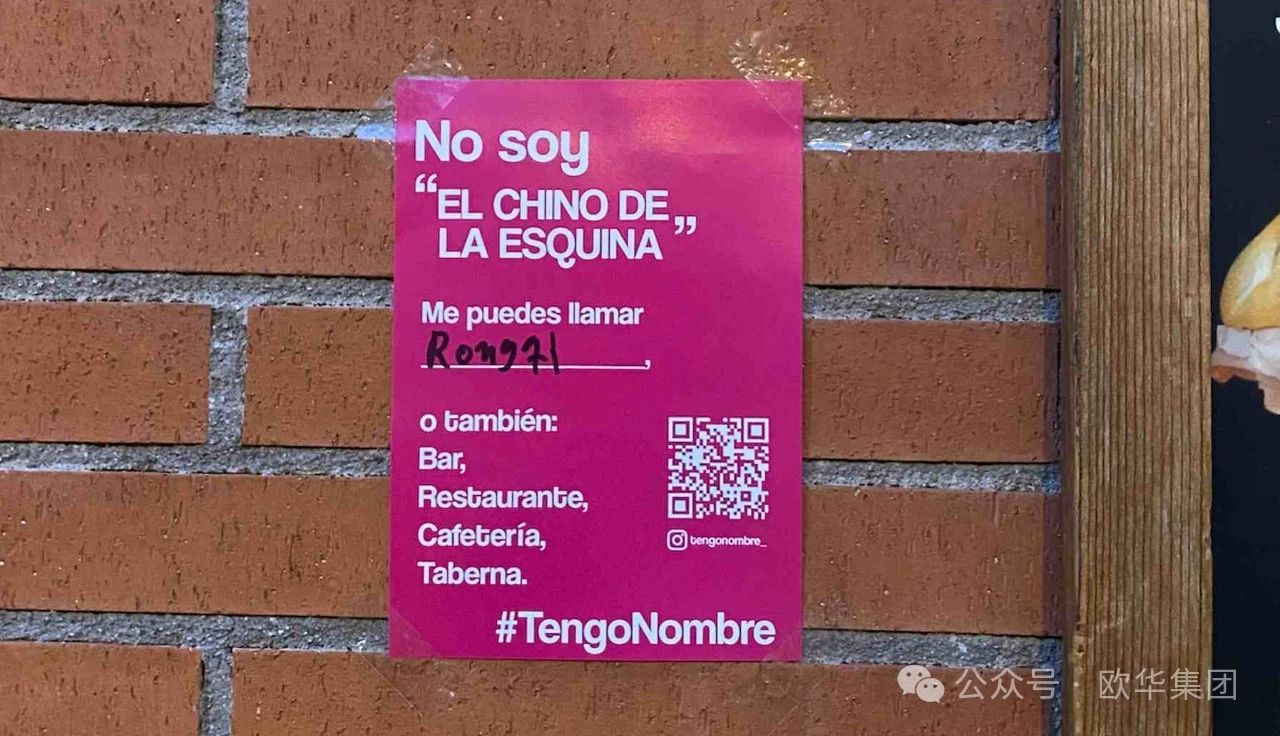 No soy
“EL CHINO DE
LA ESQUINA”
Me puedes llamar
Rong71,
o también:
Bar,
Restaurante,
Cafetería,
Taberna.
tengonombre_
#TengoNombre
公众号 · 欧华集团